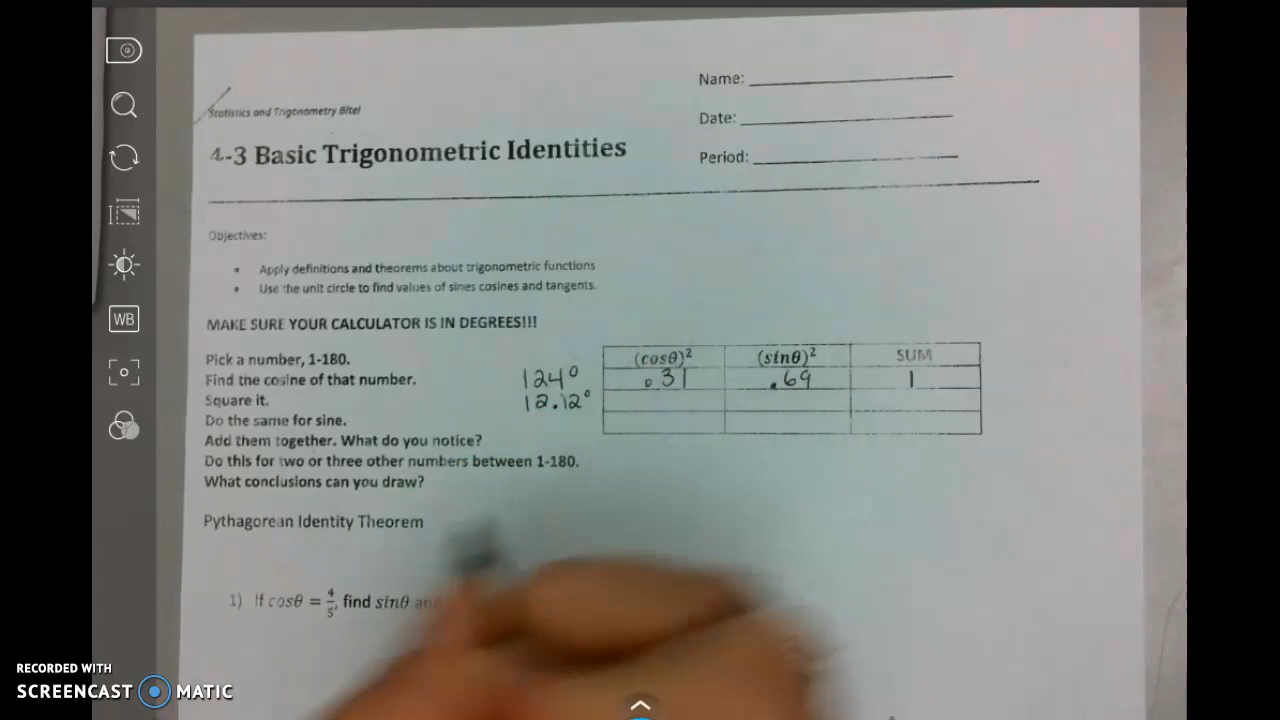 Name:
Statistics and Trigonometry Bitel
Date:
4-3 Basic Trigonometric Identities
Period:
Objectives:
• Apply definitions and theorems about trigonometric functions
• Use the unit circle to find values of sines cosines and tangents.
MAKE SURE YOUR CALCULATOR IS IN DEGREES!!!
Pick a number, 1-180.
Find the cosine of that number.
Square it.
Do the same for sine.
Add them together. What do you notice?
Do this for two or three other numbers between 1-180.
What conclusions can you draw?
(cosθ)² (sinθ)² SUM
124° .31 .69 1
12.12°
Pythagorean Identity Theorem
1) If cosθ = 4/5, find sinθ and
WB
RECORDED WITH
SCREENCAST MATIC